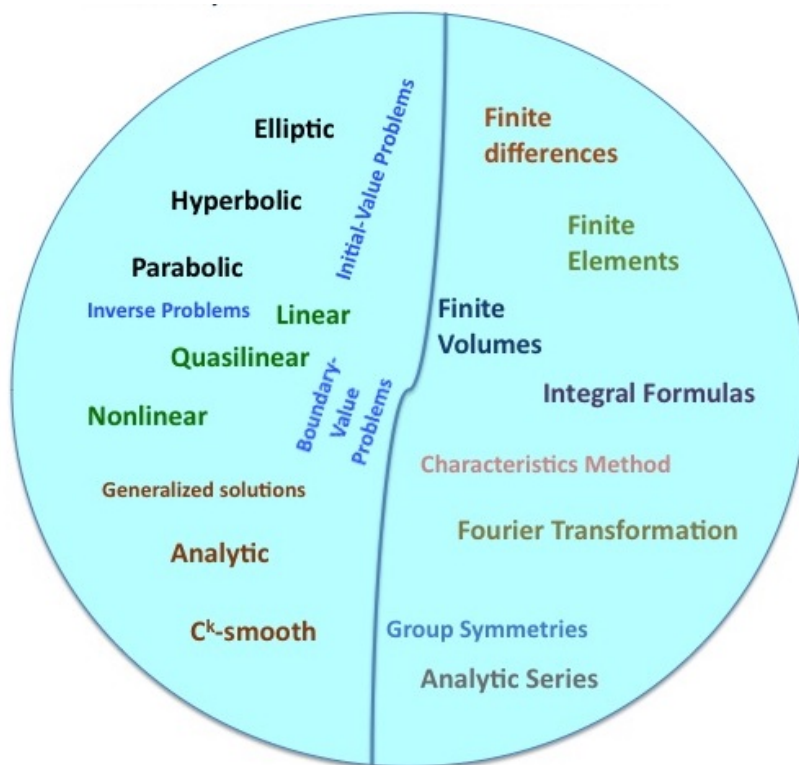 Elliptic
Hyperbolic
Parabolic
Initial-Value Problems
Inverse Problems
Linear
Quasilinear
Nonlinear
Boundary-
Value
Problems
Generalized solutions
Analytic
Cᵏ-smooth
Finite
differences
Finite
Elements
Finite
Volumes
Integral Formulas
Characteristics Method
Fourier Transformation
Group Symmetries
Analytic Series